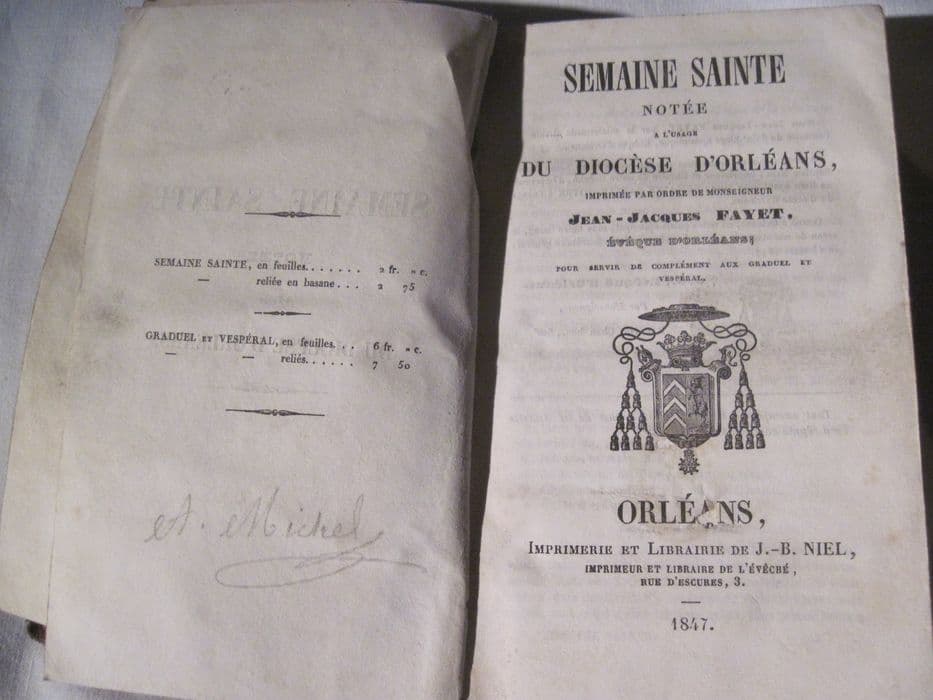 SEMAINE SAINTE, en feuilles....... 2 fr. » c.
— reliée en basane... 2 75
GRADUEL ET VESPÉRAL, en feuilles... 6 fr. » c.
— — reliés...... 7 50
A. Michel
SEMAINE SAINTE
NOTÉE
A L'USAGE
DU DIOCÈSE D'ORLÉANS,
IMPRIMÉE PAR ORDRE DE MONSEIGNEUR
JEAN-JACQUES FAYET,
ÉVÊQUE D'ORLÉANS;
POUR SERVIR DE COMPLÉMENT AUX GRADUEL ET
VESPÉRAL.
ORLÉANS,
IMPRIMERIE ET LIBRAIRIE DE J.-B. NIEL,
IMPRIMEUR ET LIBRAIRE DE L'ÉVÊCHÉ,
RUE D'ESCURES, 3.
—
1847.